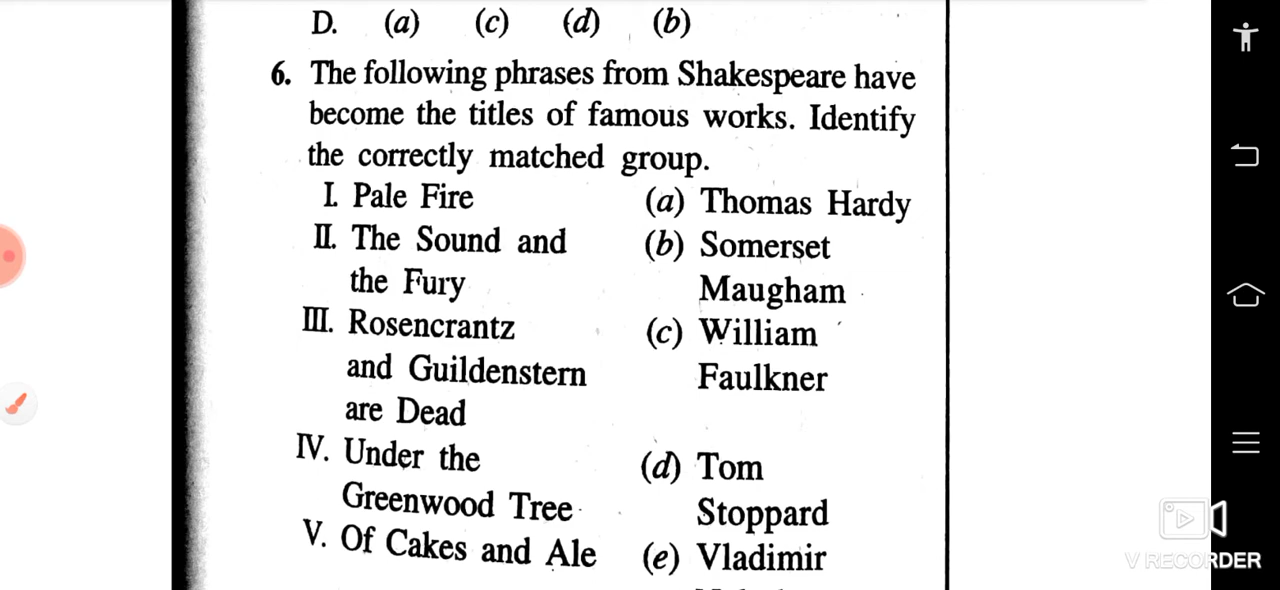 D. (a) (c) (d) (b)
6. The following phrases from Shakespeare have
become the titles of famous works. Identify
the correctly matched group.
I. Pale Fire (a) Thomas Hardy
II. The Sound and (b) Somerset
the Fury Maugham
III. Rosencrantz (c) William
and Guildenstern Faulkner
are Dead
IV. Under the (d) Tom
Greenwood Tree Stoppard
V. Of Cakes and Ale (e) Vladimir
V RECORDER